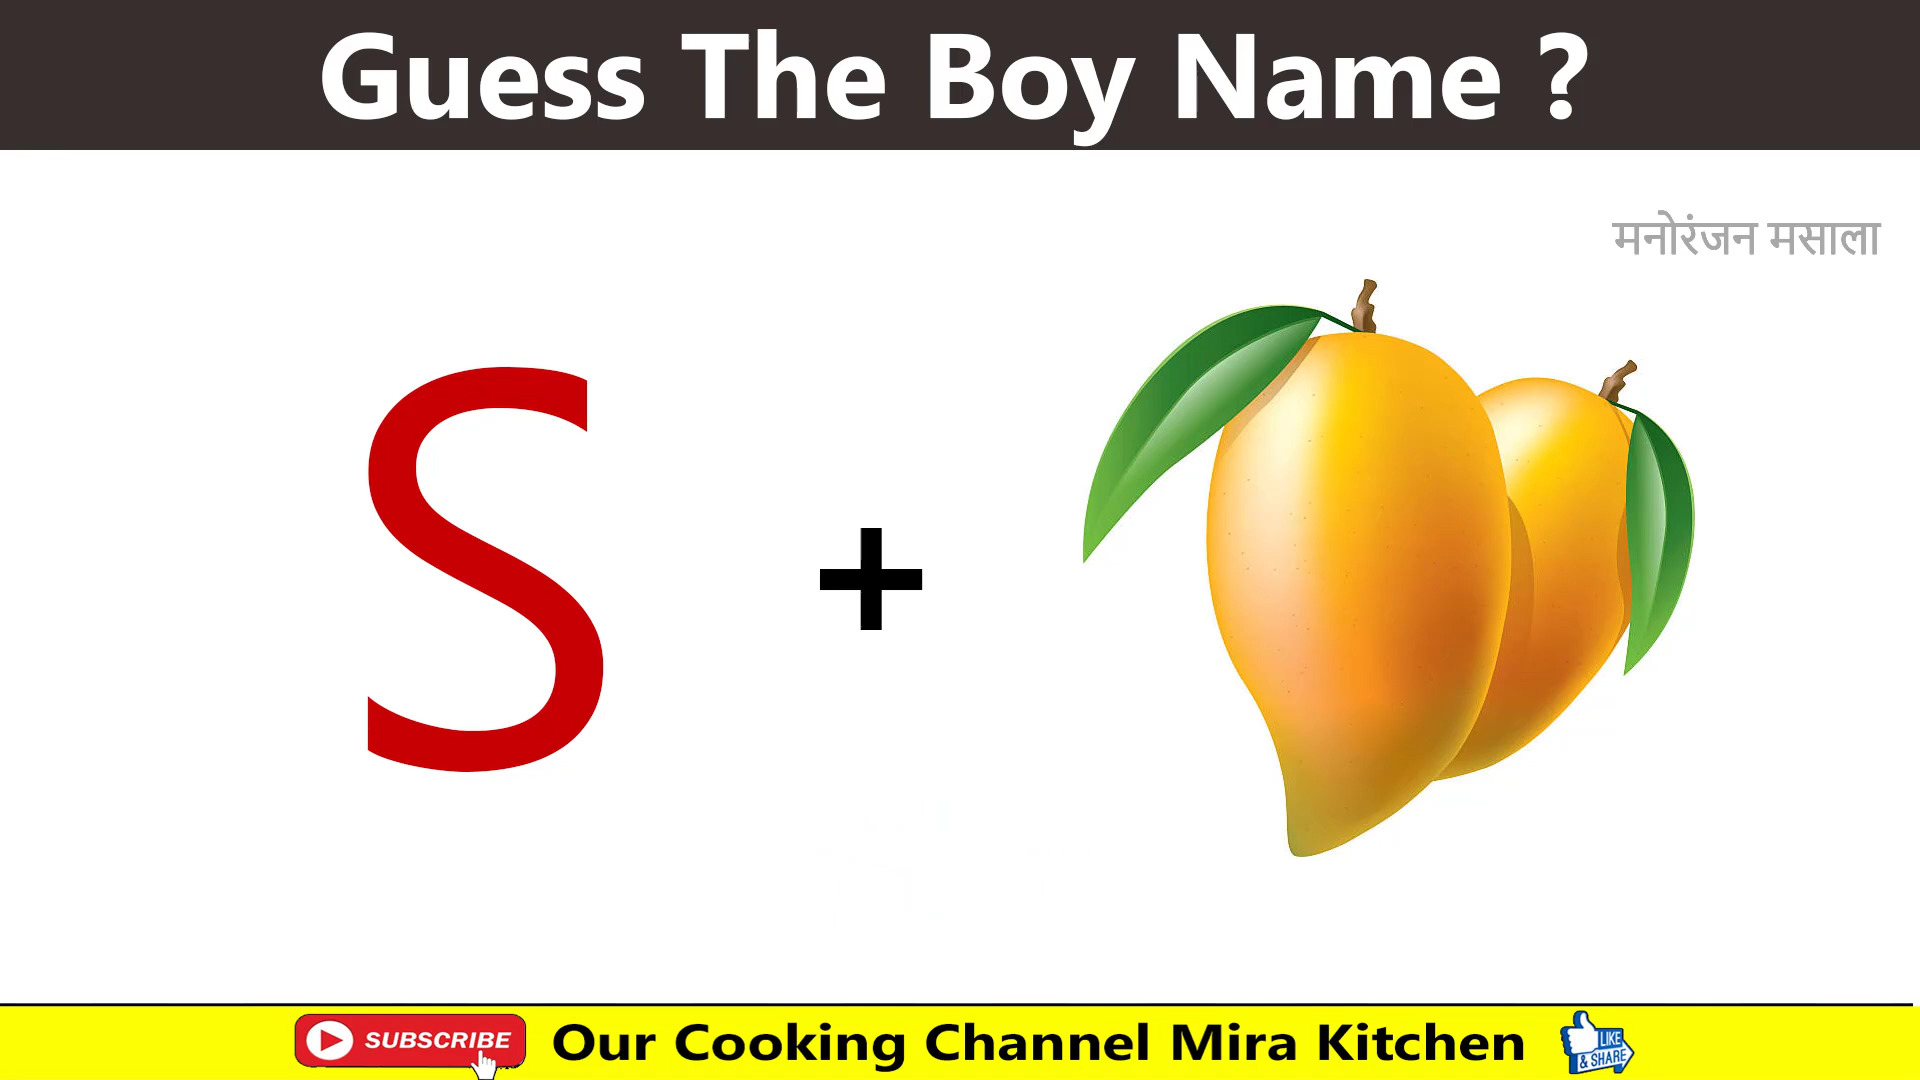 Guess The Boy Name ?
मनोरंजन मसाला
S
+
SUBSCRIBE Our Cooking Channel Mira Kitchen LIKE
& SHARE